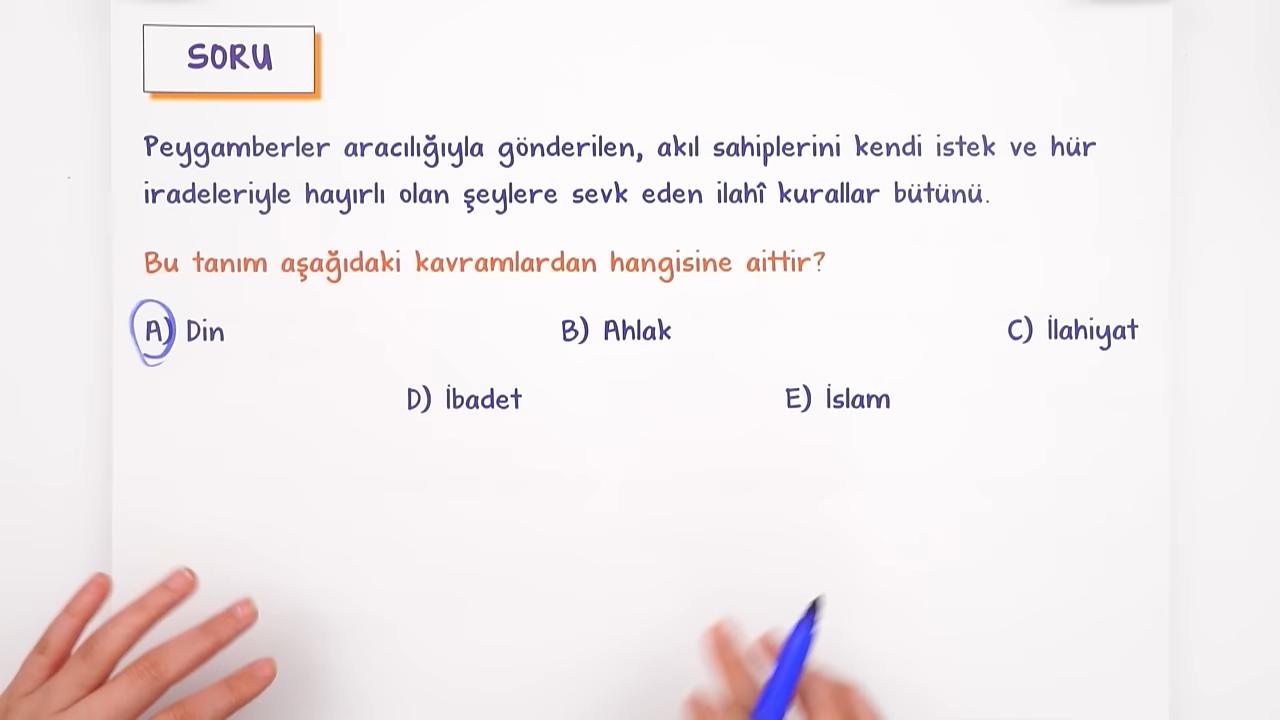 SORU
Peygamberler aracılığıyla gönderilen, akıl sahiplerini kendi istek ve hür
iradeleriyle hayırlı olan şeylere sevk eden ilahî kurallar bütünü.
Bu tanım aşağıdaki kavramlardan hangisine aittir?
A) Din B) Ahlak C) İlahiyat
D) İbadet E) İslam